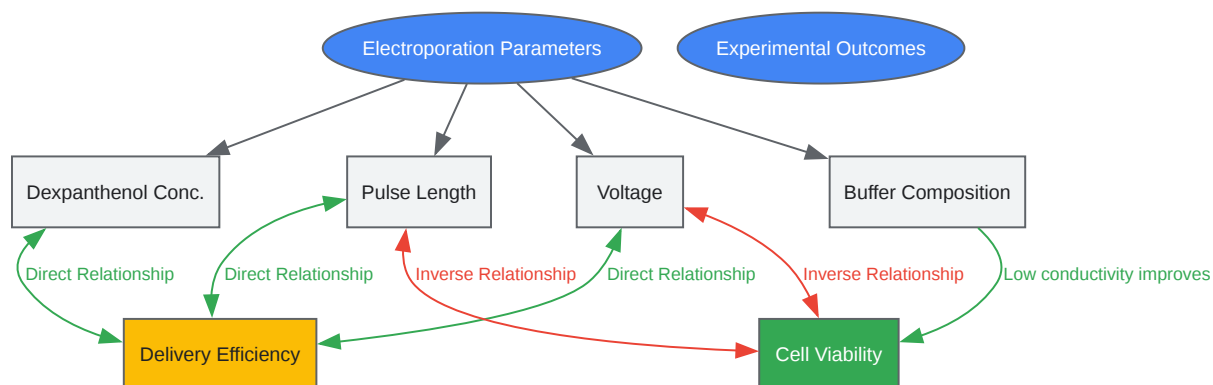 Electroporation Parameters
Experimental Outcomes
Dexpanthenol Conc.
Pulse Length
Voltage
Buffer Composition
Direct Relationship
Direct Relationship
Inverse Relationship
Direct Relationship
Inverse Relationship
Low conductivity improves
Delivery Efficiency
Cell Viability